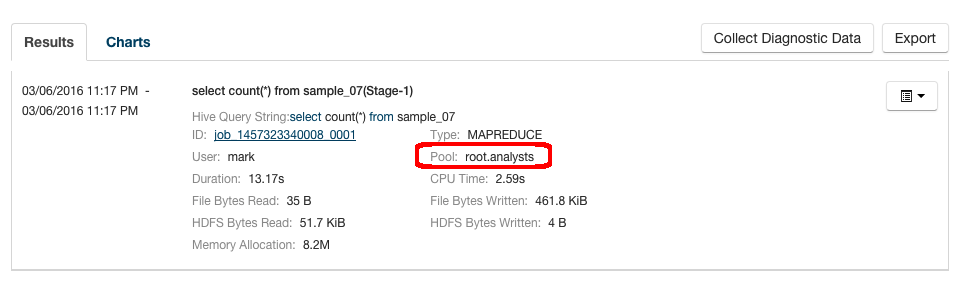 Results Charts Collect Diagnostic Data Export
03/06/2016 11:17 PM - select count(*) from sample_07(Stage-1)
03/06/2016 11:17 PM
Hive Query String:select count(*) from sample_07
ID: job_1457323340008_0001 Type: MAPREDUCE
User: mark Pool: root.analysts
Duration: 13.17s CPU Time: 2.59s
File Bytes Read: 35 B File Bytes Written: 461.8 KiB
HDFS Bytes Read: 51.7 KiB HDFS Bytes Written: 4 B
Memory Allocation: 8.2M